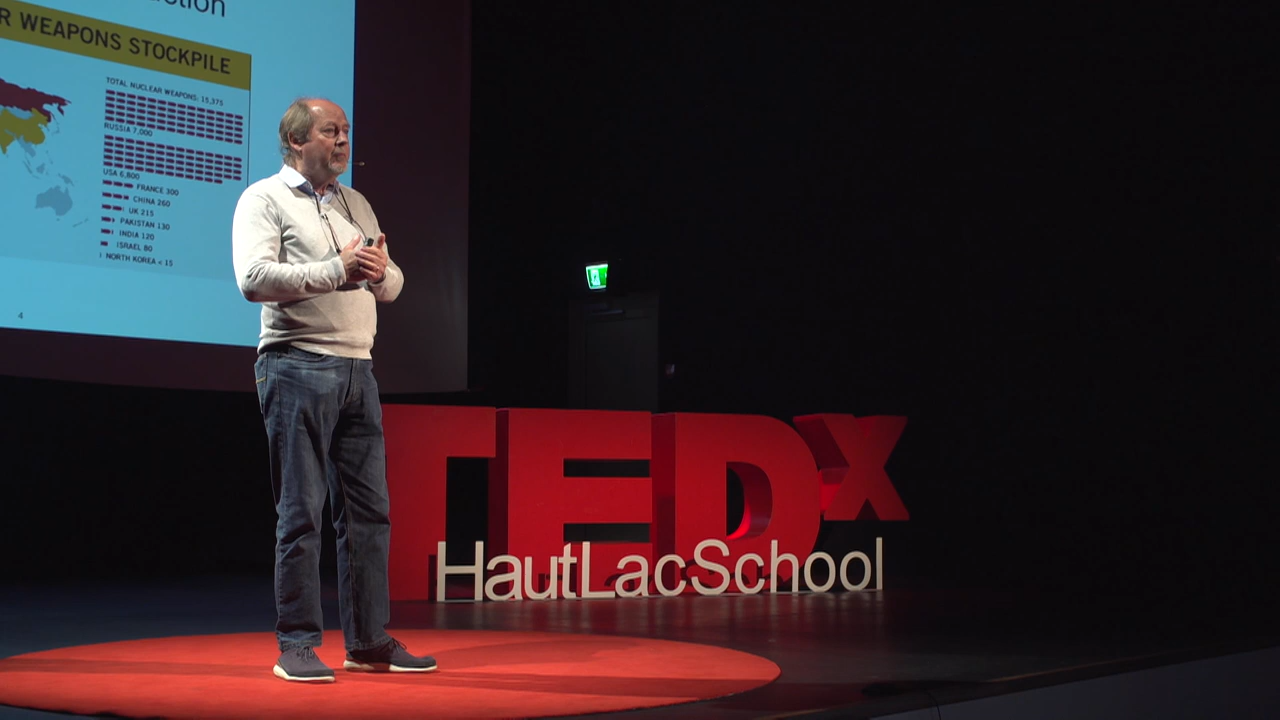 R WEAPONS STOCKPILE
TOTAL NUCLEAR WEAPONS: 15,375
RUSSIA 7,000
USA 6,800
FRANCE 300
CHINA 260
UK 215
PAKISTAN 130
INDIA 120
ISRAEL 80
NORTH KOREA < 15
4
TEDx
HautLacSchool